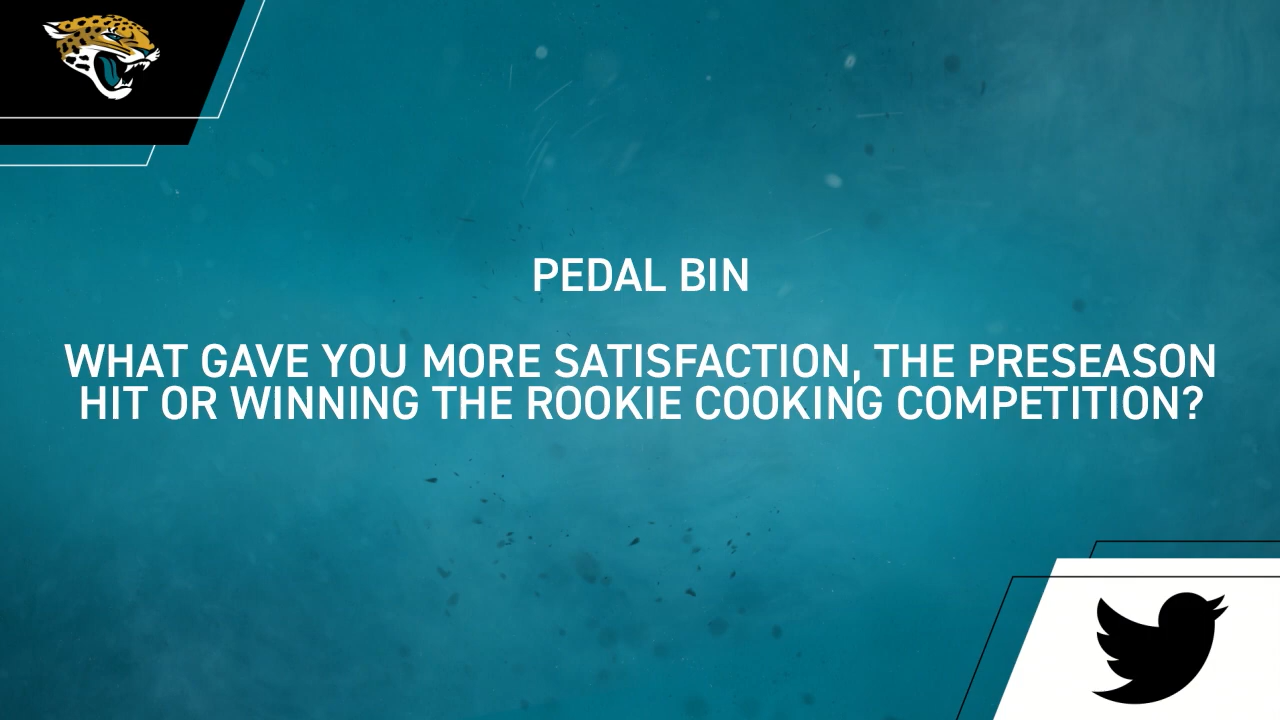 PEDAL BIN
WHAT GAVE YOU MORE SATISFACTION, THE PRESEASON
HIT OR WINNING THE ROOKIE COOKING COMPETITION?